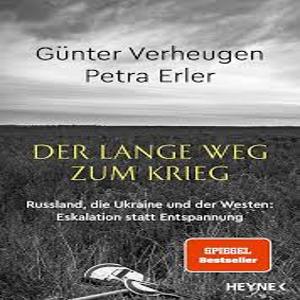 Günter Verheugen
Petra Erler
DER LANGE WEG
ZUM KRIEG
Russland, die Ukraine und der Westen:
Eskalation statt Entspannung
SPIEGEL
Bestseller
HEYNE